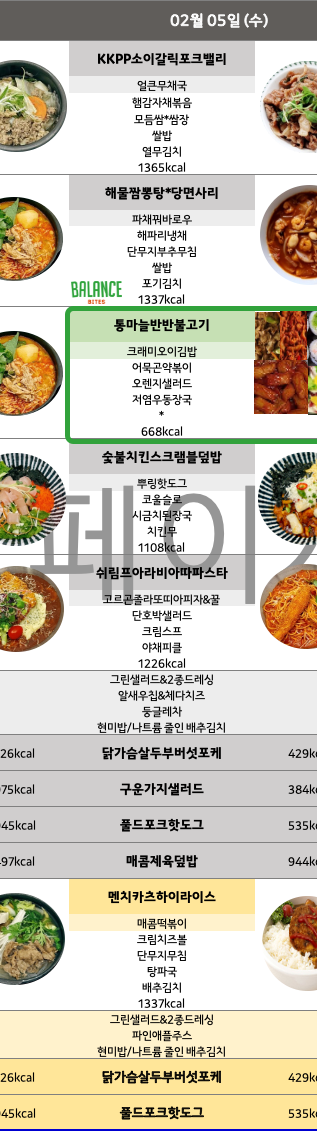 02월 05일 (수)
KKPP소이갈릭포크밸리
얼큰무채국
햄감자채볶음
모듬쌈*쌈장
쌀밥
열무김치
1365kcal
해물짬뽕탕*당면사리
파채꿔바로우
해파리냉채
단무지부추무침
쌀밥
포기김치
BALANCE
BITES
1337kcal
통마늘반반불고기
크래미오이김밥
어묵곤약볶이
오렌지샐러드
저염우동장국
*
668kcal
숯불치킨스크램블덮밥
뿌링핫도그
코울슬로
시금치된장국
치킨무
1108kcal
페이
쉬림프아라비아따파스타
고르곤졸라또띠아피자&꿀
단호박샐러드
크림스프
야채피클
1226kcal
그린샐러드&2종드레싱
알새우칩&체다치즈
둥글레차
현미밥/나트륨 줄인 배추김치
26kcal 닭가슴살두부버섯포케 429k
75kcal 구운가지샐러드 384k
45kcal 풀드포크핫도그 535k
97kcal 매콤제육덮밥 944k
멘치카츠하이라이스
매콤떡볶이
크림치즈볼
단무지무침
탕파국
배추김치
1337kcal
그린샐러드&2종드레싱
파인애플주스
현미밥/나트륨 줄인 배추김치
26kcal 닭가슴살두부버섯포케 429k
45kcal 풀드포크핫도그 535k